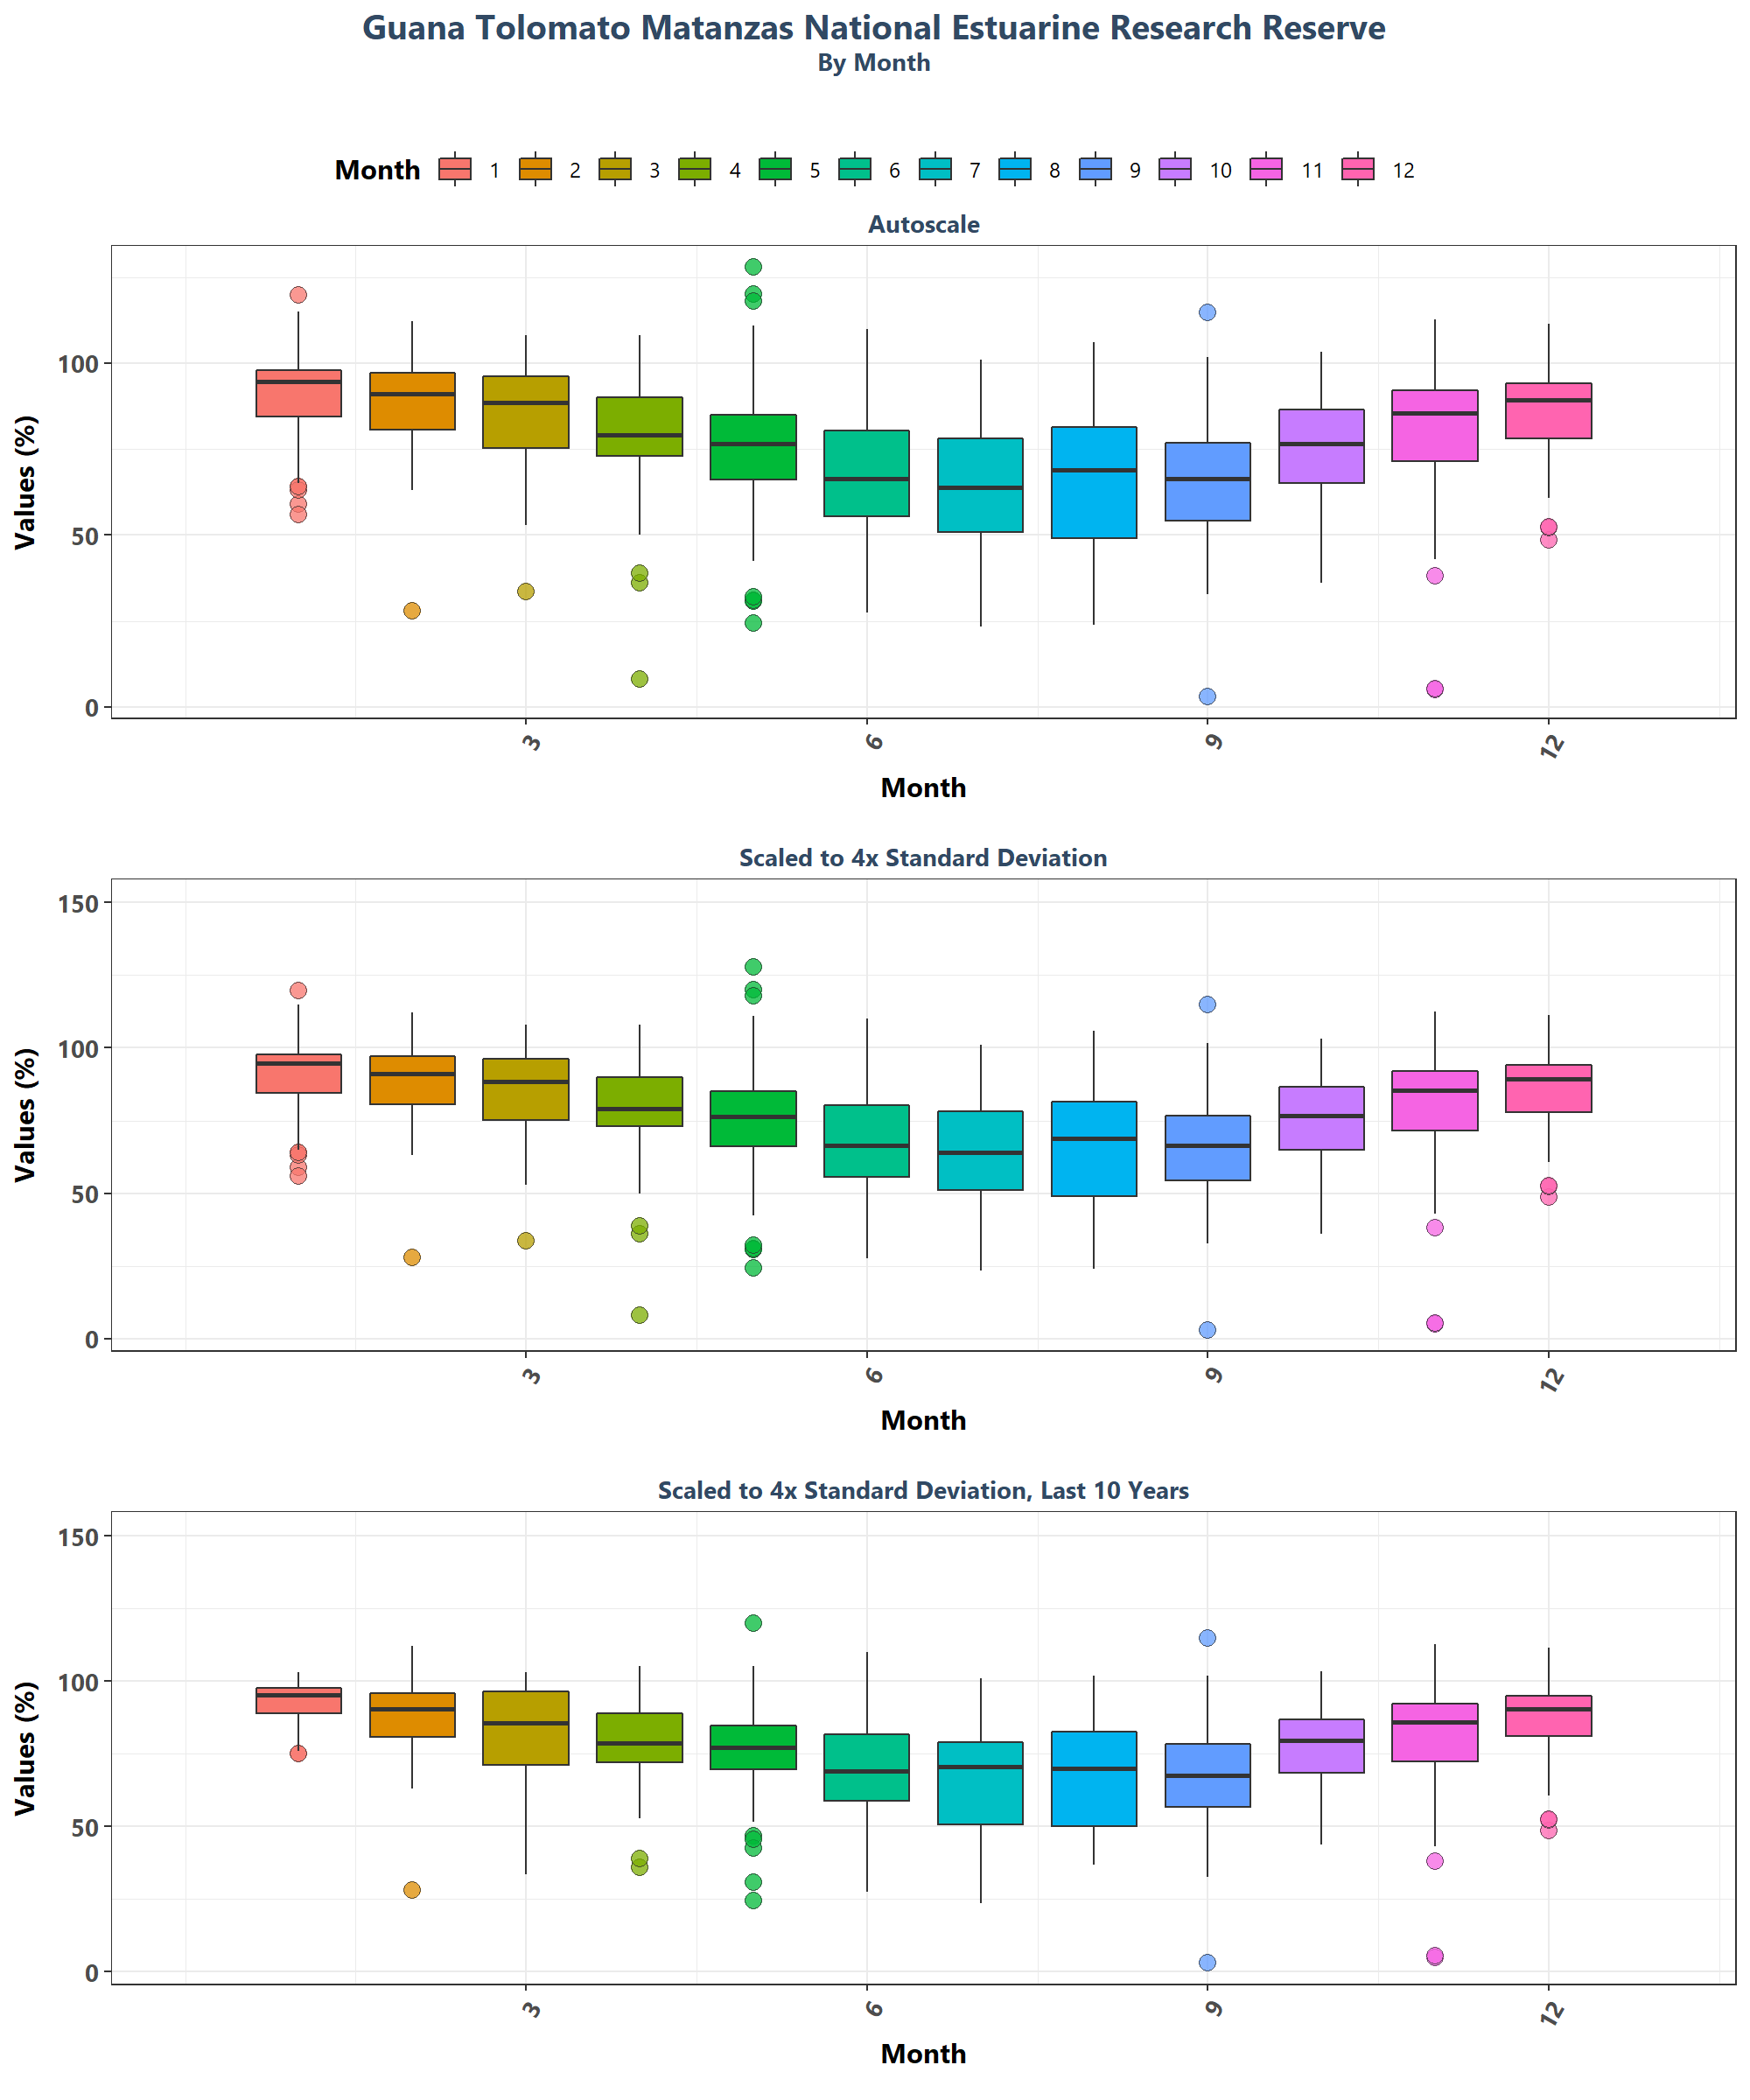 Guana Tolomato Matanzas National Estuarine Research Reserve
By Month
Month 1 2 3 4 5 6 7 8 9 10 11 12
Autoscale
Values (%)
100
50
0
3 6 9 12
Month
Scaled to 4x Standard Deviation
Values (%)
150
100
50
0
3 6 9 12
Month
Scaled to 4x Standard Deviation, Last 10 Years
Values (%)
150
100
50
0
3 6 9 12
Month